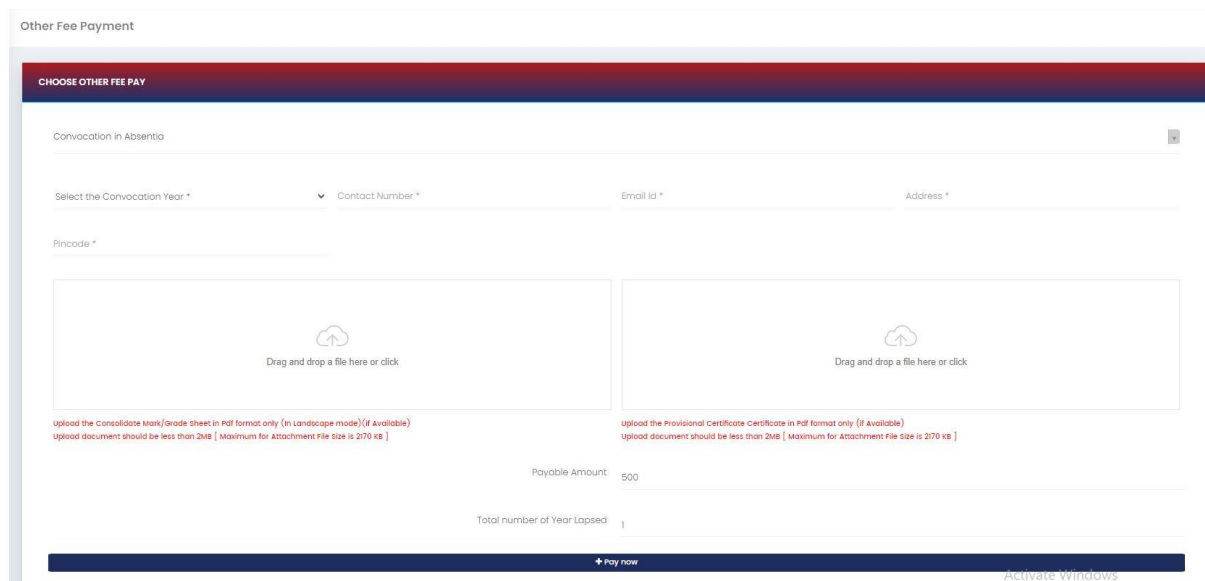 Other Fee Payment
CHOOSE OTHER FEE PAY
Convocation in Absentia
Select the Convocation Year * Contact Number * Email Id * Address *
Pincode *
Drag and drop a file here or click Drag and drop a file here or click
Upload the Consolidate Mark/Grade Sheet in Pdf format only (In Landscape mode)(If Available) Upload the Provisional Certificate Certificate in Pdf format only (If Available)
Upload document should be less than 2MB [ Maximum for Attachment File Size is 2170 KB ] Upload document should be less than 2MB [ Maximum for Attachment File Size is 2170 KB ]
Payable Amount 500
Total number of Year Lapsed 1
+ Pay now
Activate Windows